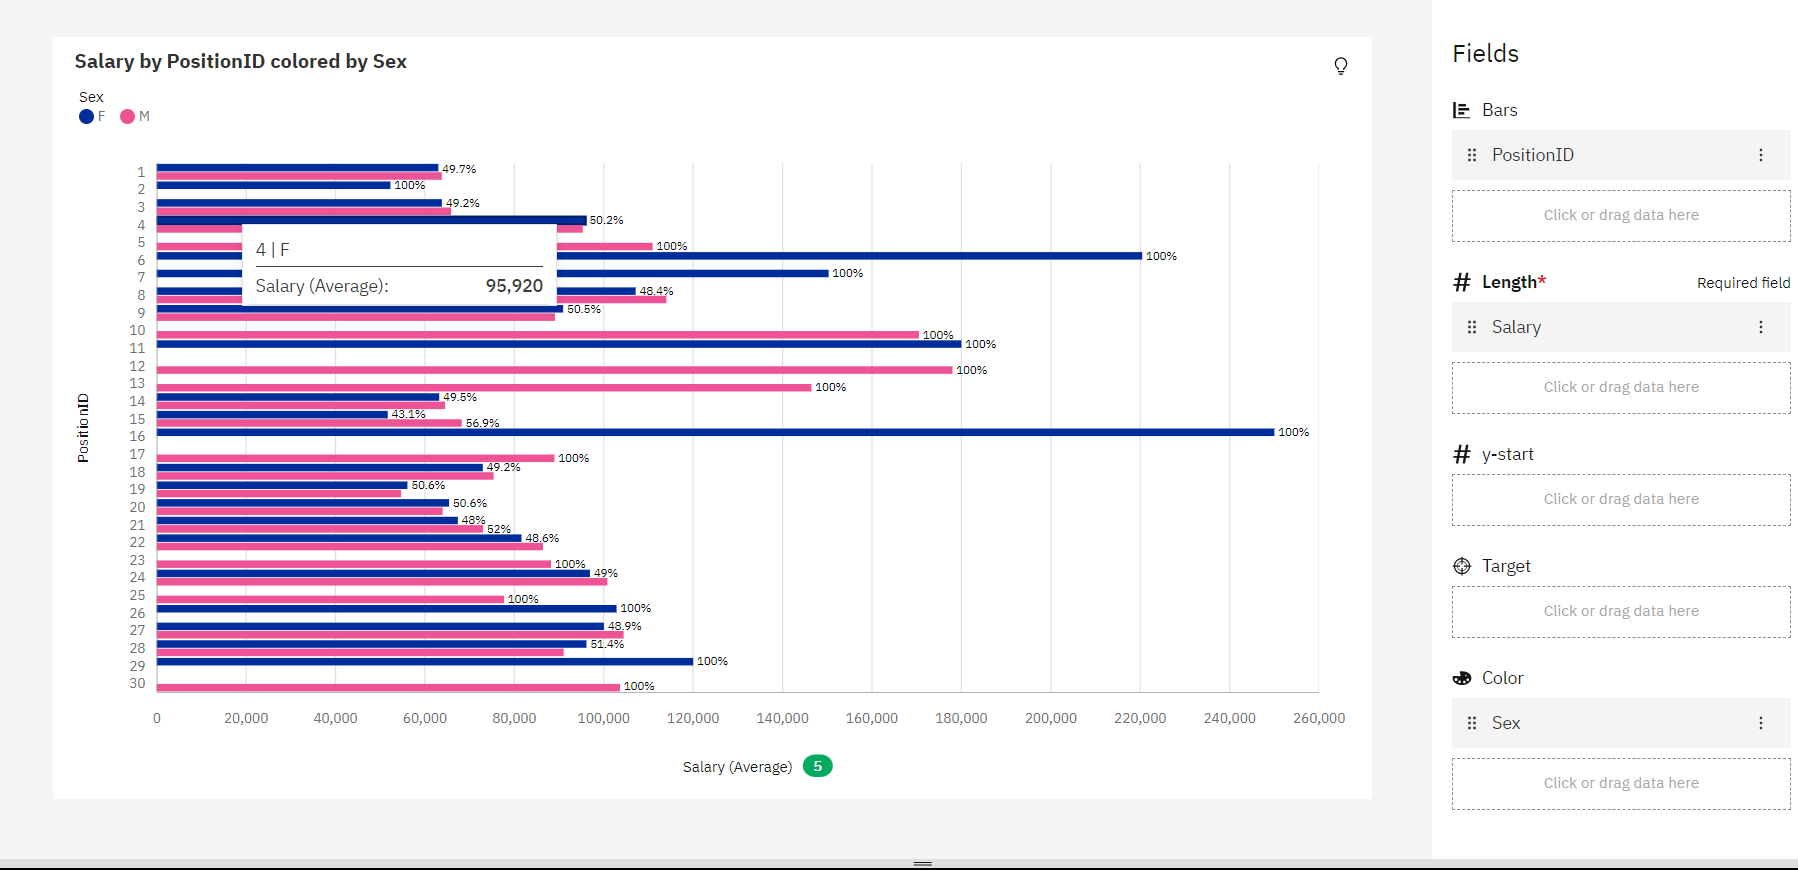 Salary by PositionID colored by Sex
Sex
F M
PositionID
1 49.7%
2 100%
3 49.2%
4 50.2%
5 100%
6 100%
7 100%
8 48.4%
9 50.5%
10 100%
11 100%
12 100%
13 100%
14 49.5%
15 43.1%
56.9%
16 100%
17 100%
18 49.2%
19 50.6%
20 50.6%
21 48%
52%
22 48.6%
23 100%
24 49%
25 100%
26 100%
27 48.9%
28 51.4%
29 100%
30 100%
4 | F
Salary (Average): 95,920
0 20,000 40,000 60,000 80,000 100,000 120,000 140,000 160,000 180,000 200,000 220,000 240,000 260,000
Salary (Average) 5
Fields
Bars
PositionID
Click or drag data here
# Length* Required field
Salary
Click or drag data here
# y-start
Click or drag data here
Target
Click or drag data here
Color
Sex
Click or drag data here